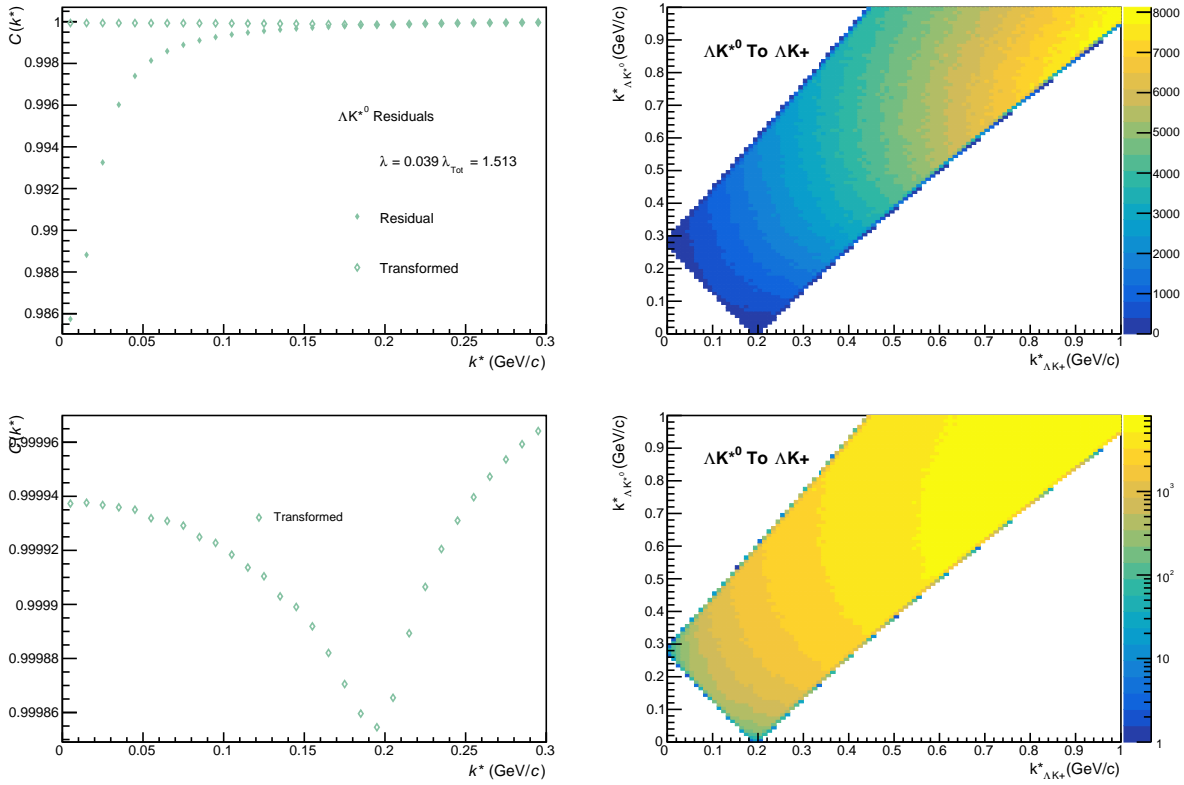 C(k*)
1
0.998
0.996
0.994
0.992
0.99
0.988
0.986
ΛK*⁰ Residuals
λ = 0.039 λ_Tot = 1.513
Residual
Transformed
0 0.05 0.1 0.15 0.2 0.25 0.3
k* (GeV/c)
k*_ΛK*⁰ (GeV/c)
ΛK*⁰ To ΛK+
1
0.9
0.8
0.7
0.6
0.5
0.4
0.3
0.2
0.1
0
0 0.1 0.2 0.3 0.4 0.5 0.6 0.7 0.8 0.9 1
k*_ΛK+ (GeV/c)
8000
7000
6000
5000
4000
3000
2000
1000
0
C(k*)
0.99996
0.99994
0.99992
0.9999
0.99988
0.99986
Transformed
0 0.05 0.1 0.15 0.2 0.25 0.3
k* (GeV/c)
k*_ΛK*⁰ (GeV/c)
ΛK*⁰ To ΛK+
1
0.9
0.8
0.7
0.6
0.5
0.4
0.3
0.2
0.1
0
0 0.1 0.2 0.3 0.4 0.5 0.6 0.7 0.8 0.9 1
k*_ΛK+ (GeV/c)
10³
10²
10
1